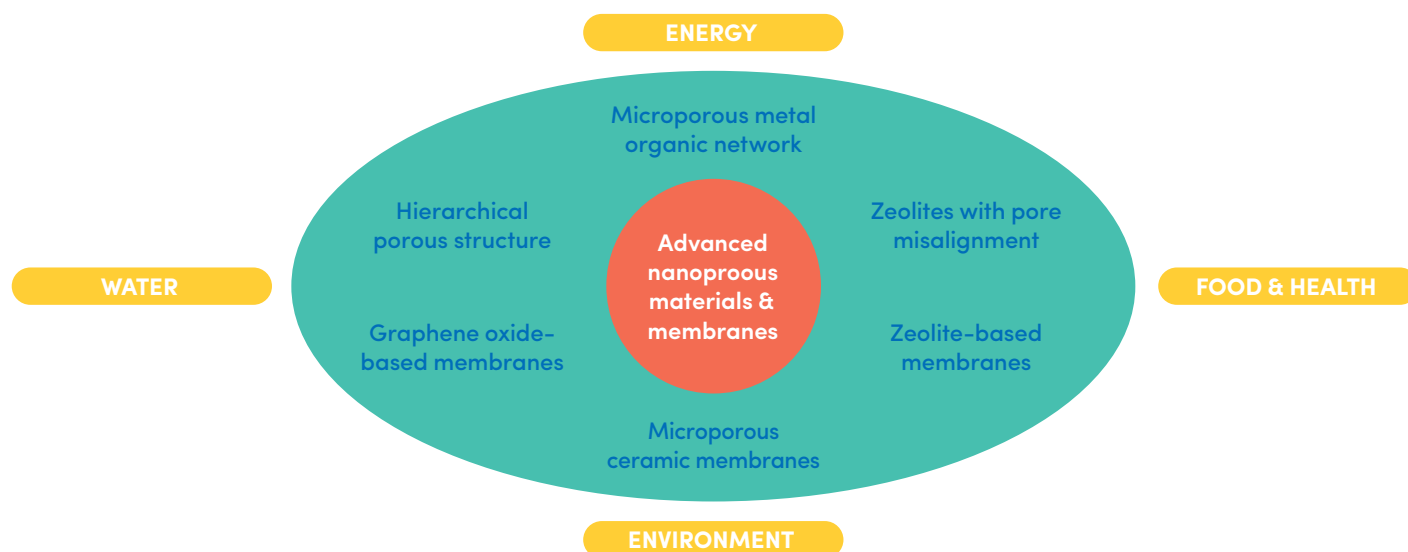 ENERGY
Microporous metal
organic network
Hierarchical
porous structure
Zeolites with pore
misalignment
Advanced
nanoproous
materials &
membranes
WATER
FOOD & HEALTH
Graphene oxide-
based membranes
Zeolite-based
membranes
Microporous
ceramic membranes
ENVIRONMENT